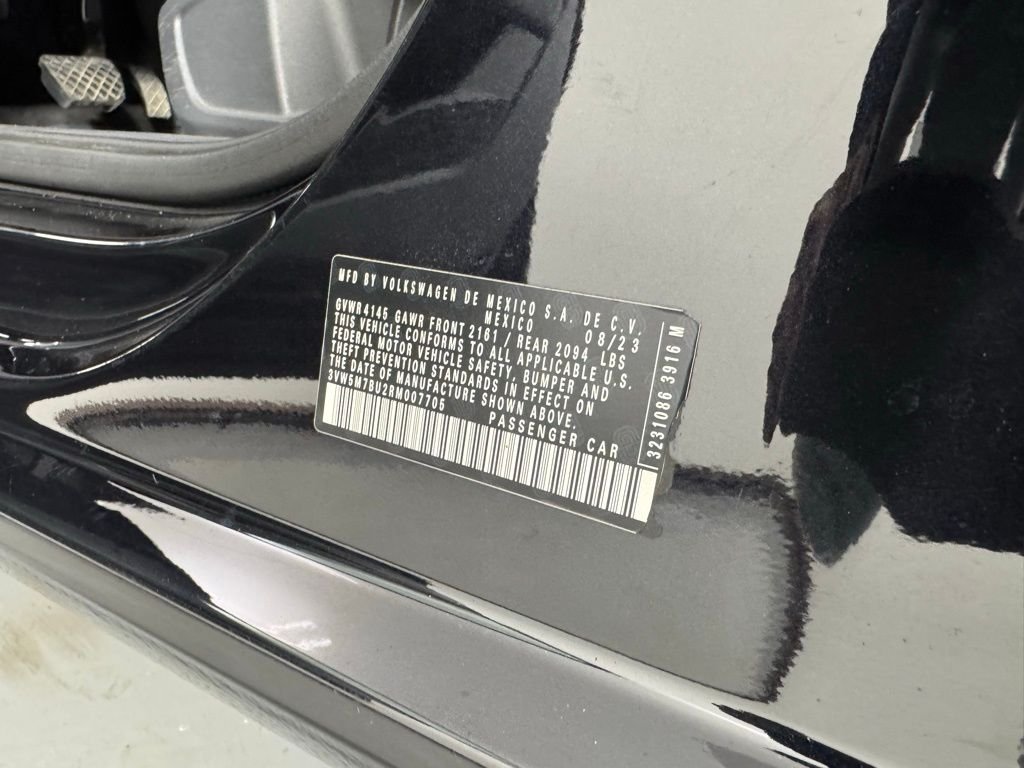 MFD BY VOLKSWAGEN DE MEXICO S.A. DE C.V.
MEXICO 08/23
GVWR4145 GAWR FRONT 2161 / REAR 2094 LBS
THIS VEHICLE CONFORMS TO ALL APPLICABLE U.S.
FEDERAL MOTOR VEHICLE SAFETY, BUMPER AND
THEFT PREVENTION STANDARDS IN EFFECT ON
THE DATE OF MANUFACTURE SHOWN ABOVE.
3VW5M7BU2RM007705 PASSENGER CAR
3231086 3916 M